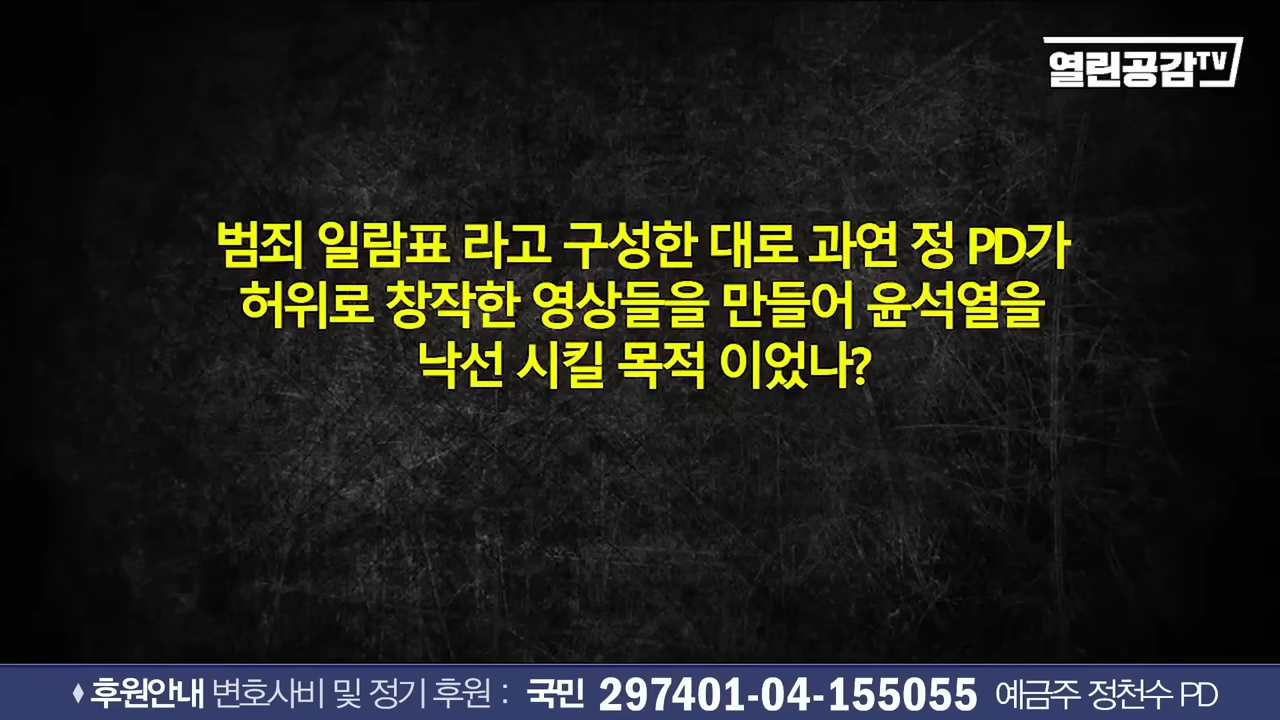 열린공감TV
범죄 일람표 라고 구성한 대로 과연 정 PD가
허위로 창작한 영상들을 만들어 윤석열을
낙선 시킬 목적 이었나?
♦ 후원안내 변호사비 및 정기 후원 : 국민 297401-04-155055 예금주 정천수 PD